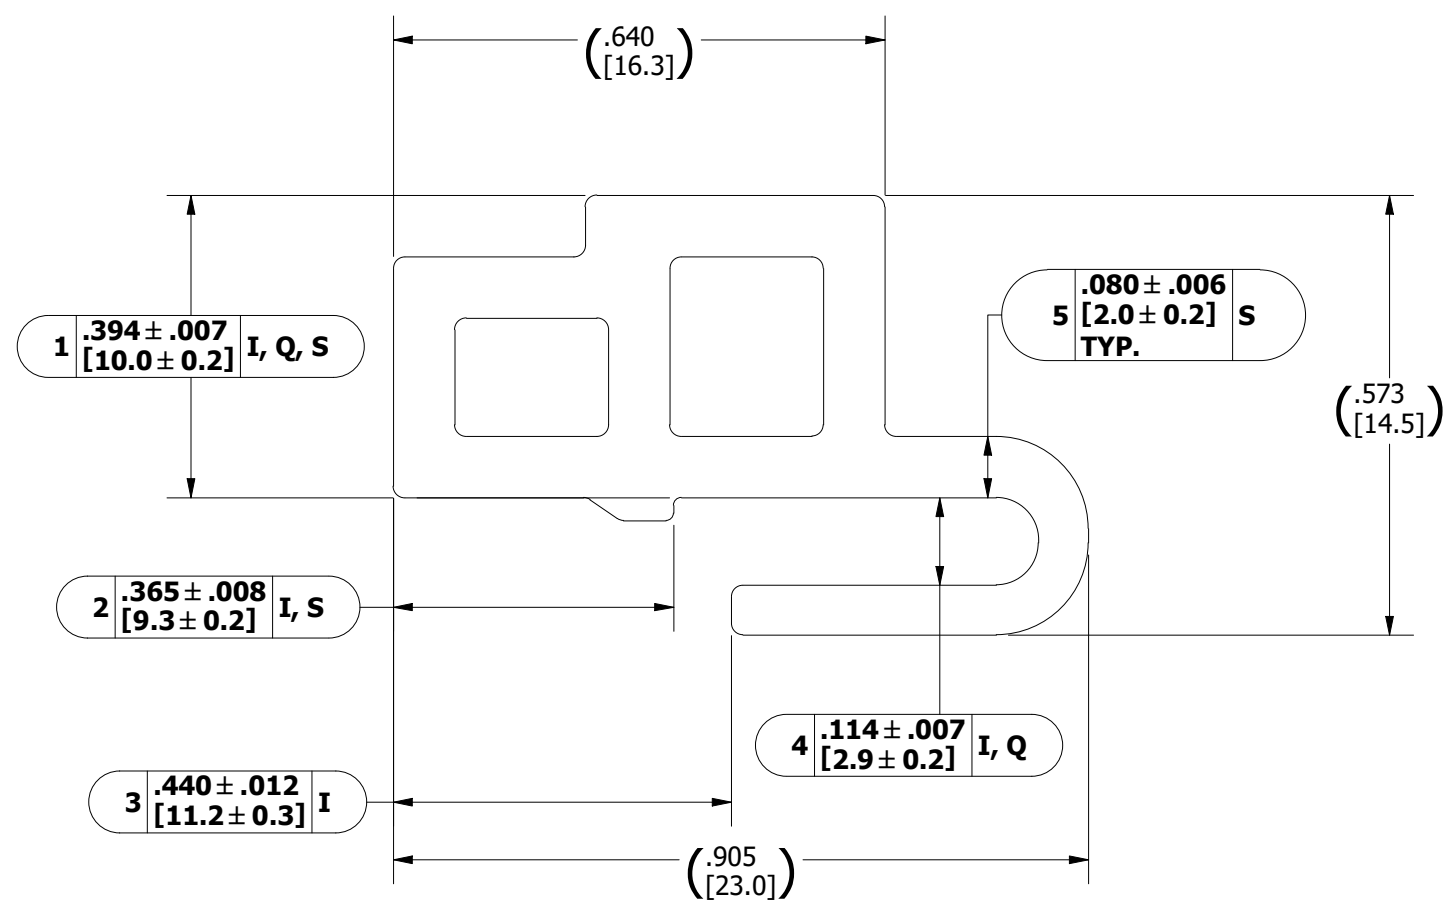 (.640
[16.3])
1 .394 ± .007 I, Q, S
[10.0 ± 0.2]
5 .080 ± .006 S
[2.0 ± 0.2]
TYP.
(.573
[14.5])
2 .365 ± .008 I, S
[9.3 ± 0.2]
4 .114 ± .007 I, Q
[2.9 ± 0.2]
3 .440 ± .012 I
[11.2 ± 0.3]
(.905
[23.0])